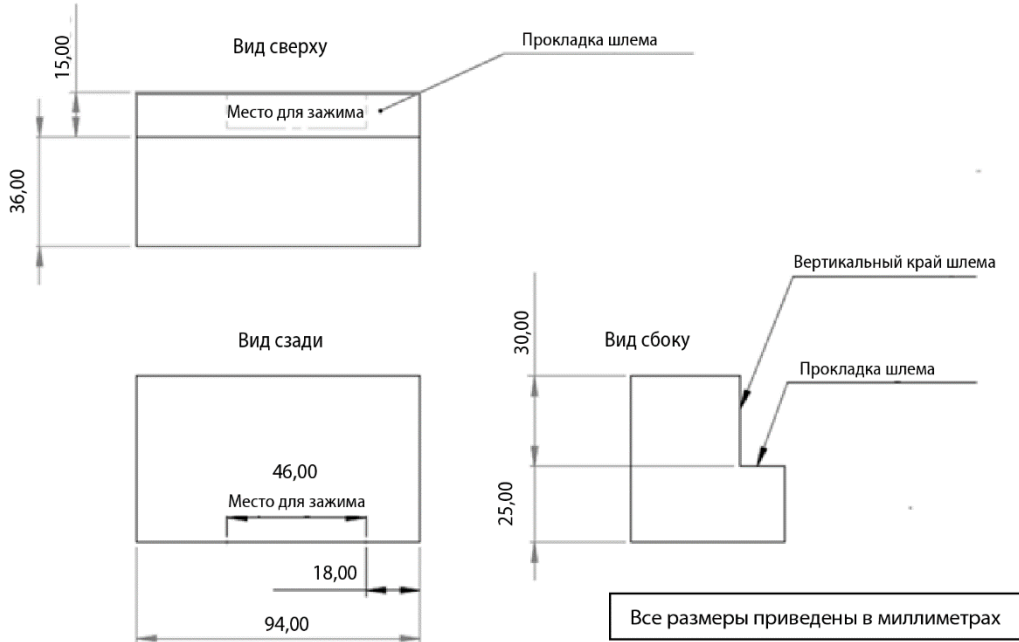 15,00
Вид сверху
Прокладка шлема
Место для зажима
36,00
Вертикальный край шлема
30,00
Вид сзади
Вид сбоку
Прокладка шлема
46,00
Место для зажима
25,00
18,00
94,00
Все размеры приведены в миллиметрах